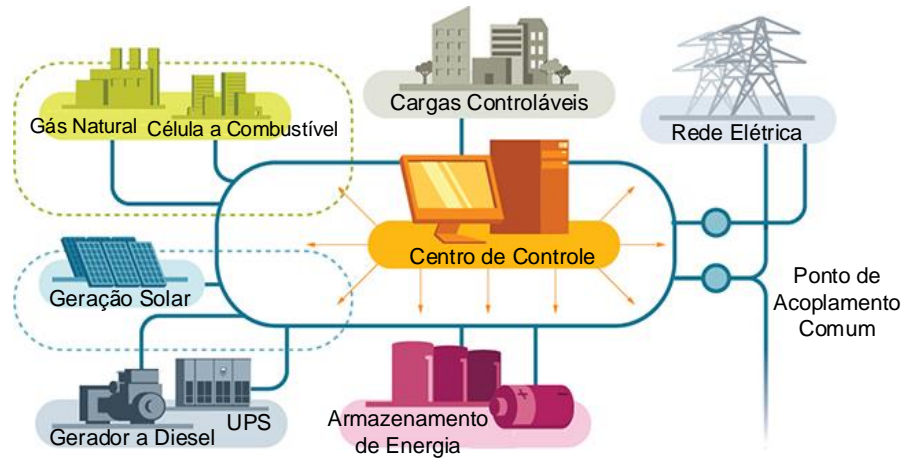 Gás Natural
Célula a Combustível
Cargas Controláveis
Rede Elétrica
Centro de Controle
Geração Solar
Ponto de
Acoplamento
Comum
Gerador a Diesel
UPS
Armazenamento
de Energia